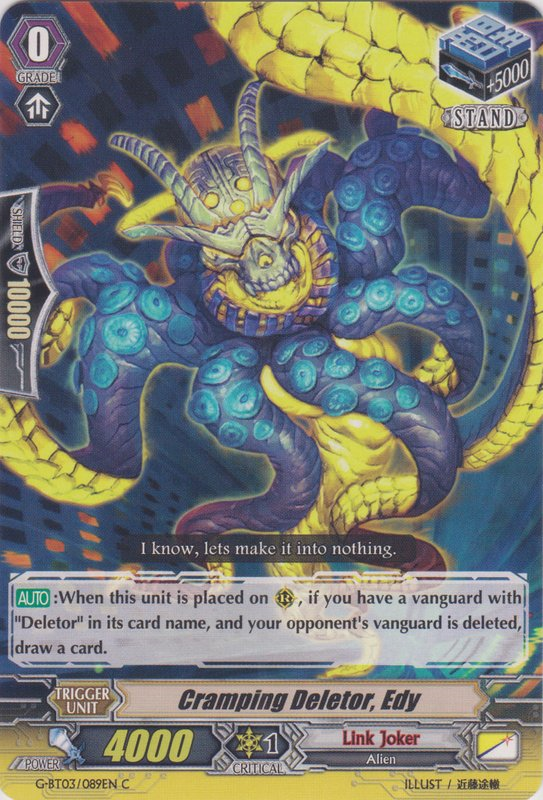 0
GRADE
+5000
STAND
SHIELD
10000
I know, lets make it into nothing.
AUTO:When this unit is placed on R, if you have a vanguard with
"Deletor" in its card name, and your opponent's vanguard is deleted,
draw a card.
TRIGGER
UNIT
Cramping Deletor, Edy
POWER
4000
1
CRITICAL
Link Joker
Alien
G-BT03/089EN C
ILLUST / 近藤途轍